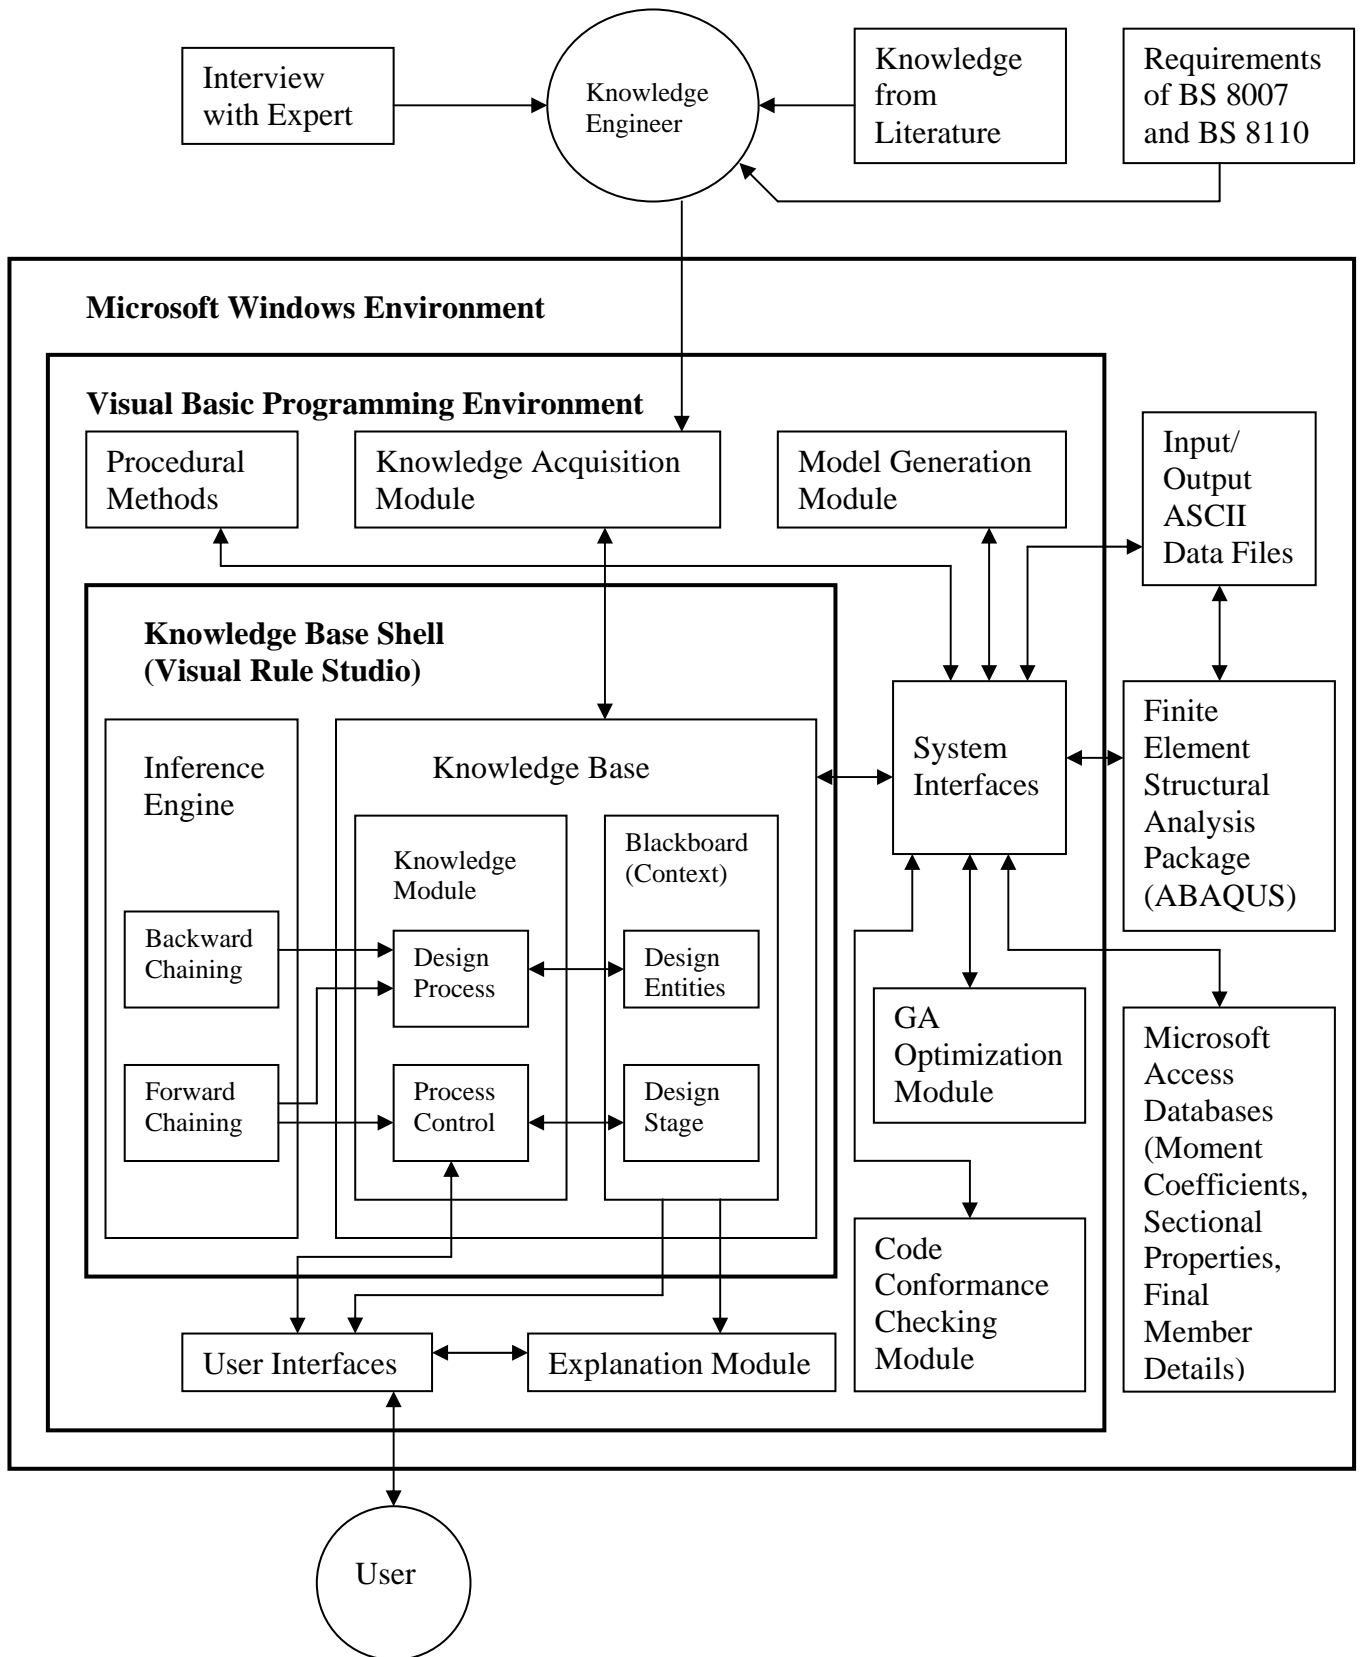 Interview
with Expert
Knowledge
Engineer
Knowledge
from
Literature
Requirements
of BS 8007
and BS 8110
Microsoft Windows Environment
Visual Basic Programming Environment
Procedural
Methods
Knowledge Acquisition
Module
Model Generation
Module
Input/
Output
ASCII
Data Files
Knowledge Base Shell
(Visual Rule Studio)
Inference
Engine
Knowledge Base
Knowledge
Module
Blackboard
(Context)
Backward
Chaining
Design
Process
Design
Entities
Forward
Chaining
Process
Control
Design
Stage
System
Interfaces
Finite
Element
Structural
Analysis
Package
(ABAQUS)
GA
Optimization
Module
Code
Conformance
Checking
Module
Microsoft
Access
Databases
(Moment
Coefficients,
Sectional
Properties,
Final
Member
Details)
User Interfaces
Explanation Module
User